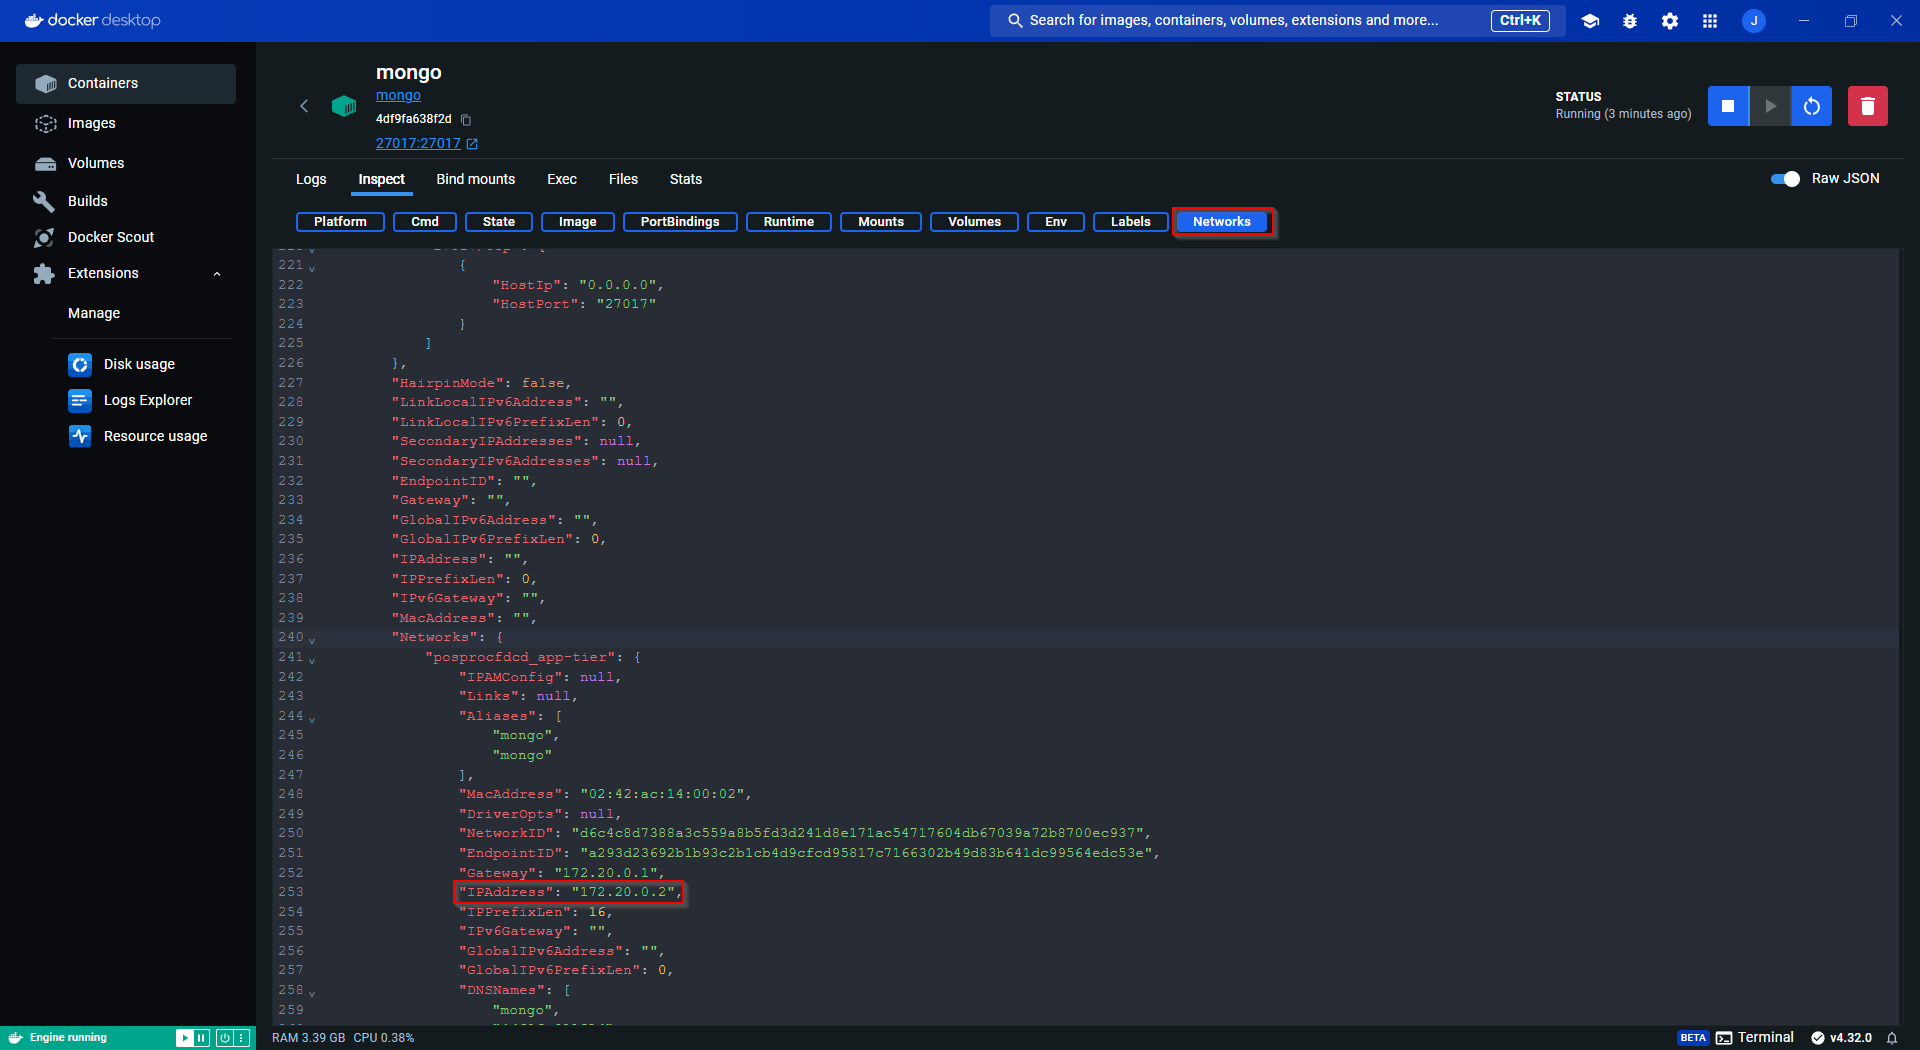 docker desktop
Search for images, containers, volumes, extensions and more...
Ctrl+K
J
Containers
Images
Volumes
Builds
Docker Scout
Extensions
Manage
Disk usage
Logs Explorer
Resource usage
mongo
mongo
4df9fa638f2d
27017:27017
STATUS
Running (3 minutes ago)
Logs Inspect Bind mounts Exec Files Stats
Raw JSON
Platform Cmd State Image PortBindings Runtime Mounts Volumes Env Labels Networks
221 {
222 "HostIp": "0.0.0.0",
223 "HostPort": "27017"
224 }
225 ]
226 },
227 "HairpinMode": false,
228 "LinkLocalIPv6Address": "",
229 "LinkLocalIPv6PrefixLen": 0,
230 "SecondaryIPAddresses": null,
231 "SecondaryIPv6Addresses": null,
232 "EndpointID": "",
233 "Gateway": "",
234 "GlobalIPv6Address": "",
235 "GlobalIPv6PrefixLen": 0,
236 "IPAddress": "",
237 "IPPrefixLen": 0,
238 "IPv6Gateway": "",
239 "MacAddress": "",
240 "Networks": {
241 "posprocfdcd_app-tier": {
242 "IPAMConfig": null,
243 "Links": null,
244 "Aliases": [
245 "mongo",
246 "mongo"
247 ],
248 "MacAddress": "02:42:ac:14:00:02",
249 "DriverOpts": null,
250 "NetworkID": "d6c4c8d7388a3c559a8b5fd3d241d8e171ac54717604db67039a72b8700ec937",
251 "EndpointID": "a293d23692b1b93c2b1cb4d9cfcd95817c7166302b49d83b641dc99564edc53e",
252 "Gateway": "172.20.0.1",
253 "IPAddress": "172.20.0.2",
254 "IPPrefixLen": 16,
255 "IPv6Gateway": "",
256 "GlobalIPv6Address": "",
257 "GlobalIPv6PrefixLen": 0,
258 "DNSNames": [
259 "mongo",
Engine running
RAM 3.39 GB CPU 0.38%
BETA
Terminal
v4.32.0